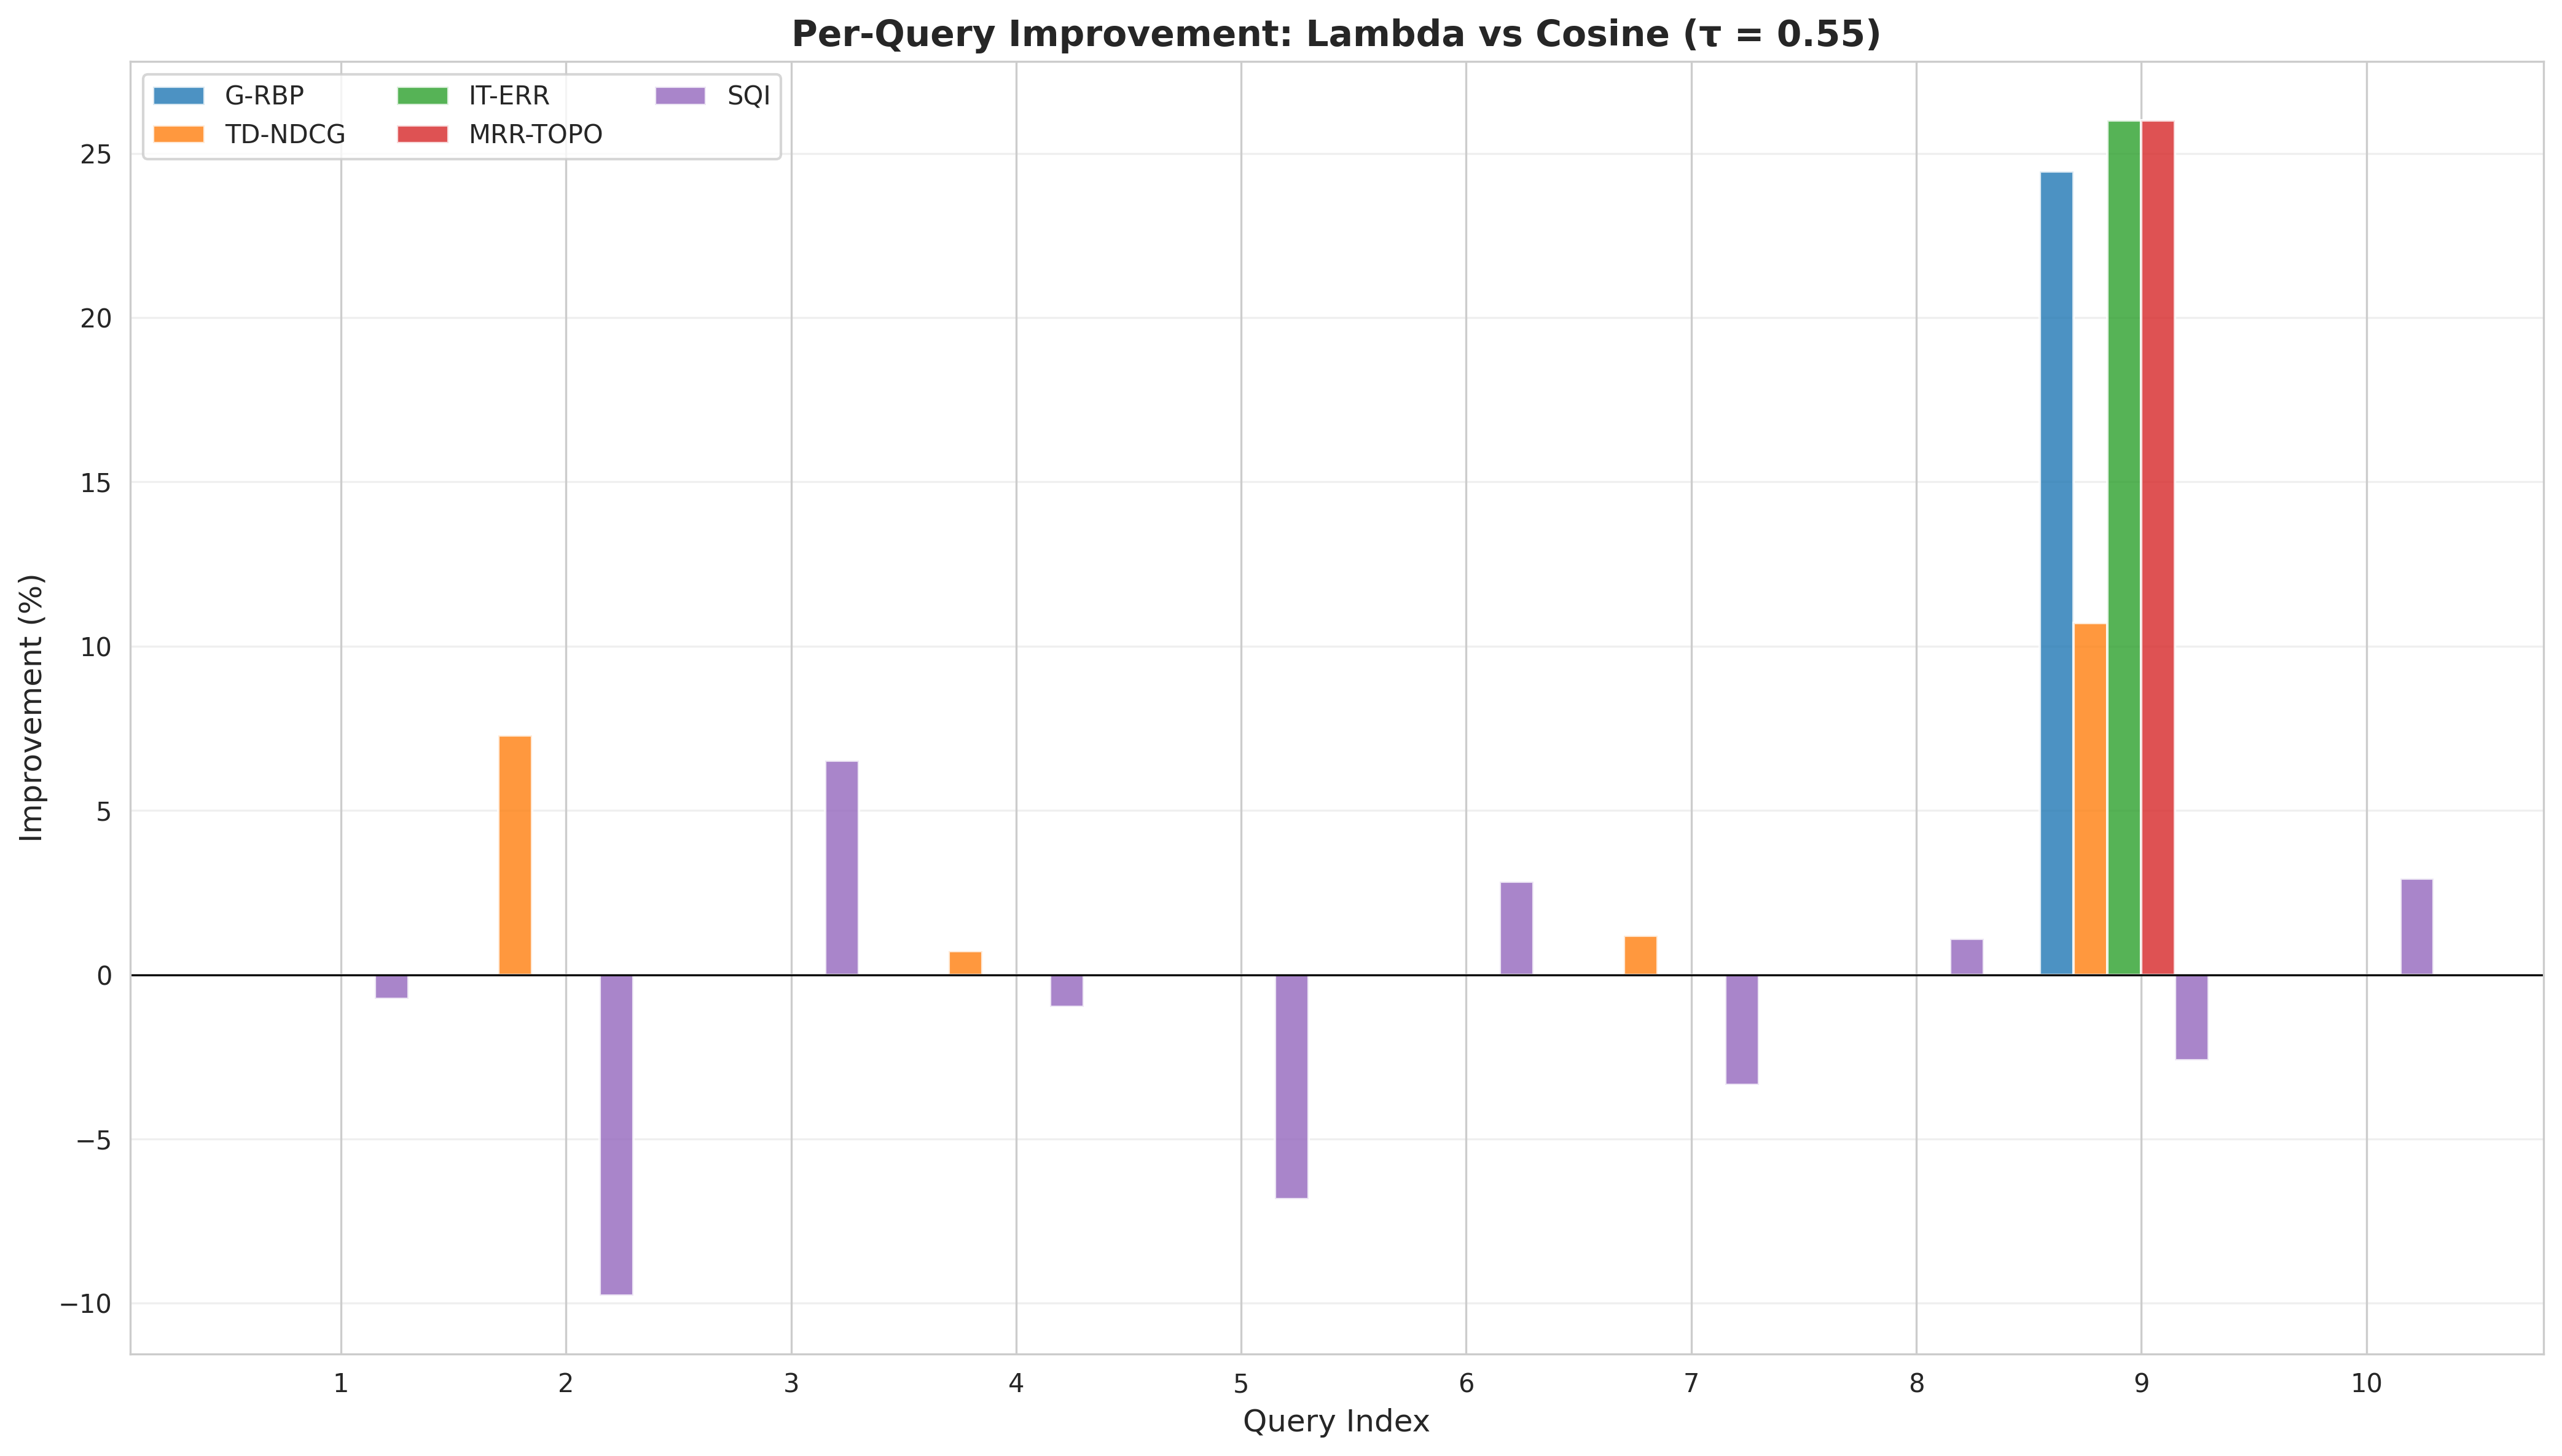 Per-Query Improvement: Lambda vs Cosine (τ = 0.55)
G-RBP
TD-NDCG
IT-ERR
MRR-TOPO
SQI
Improvement (%)
25
20
15
10
5
0
−5
−10
1 2 3 4 5 6 7 8 9 10
Query Index